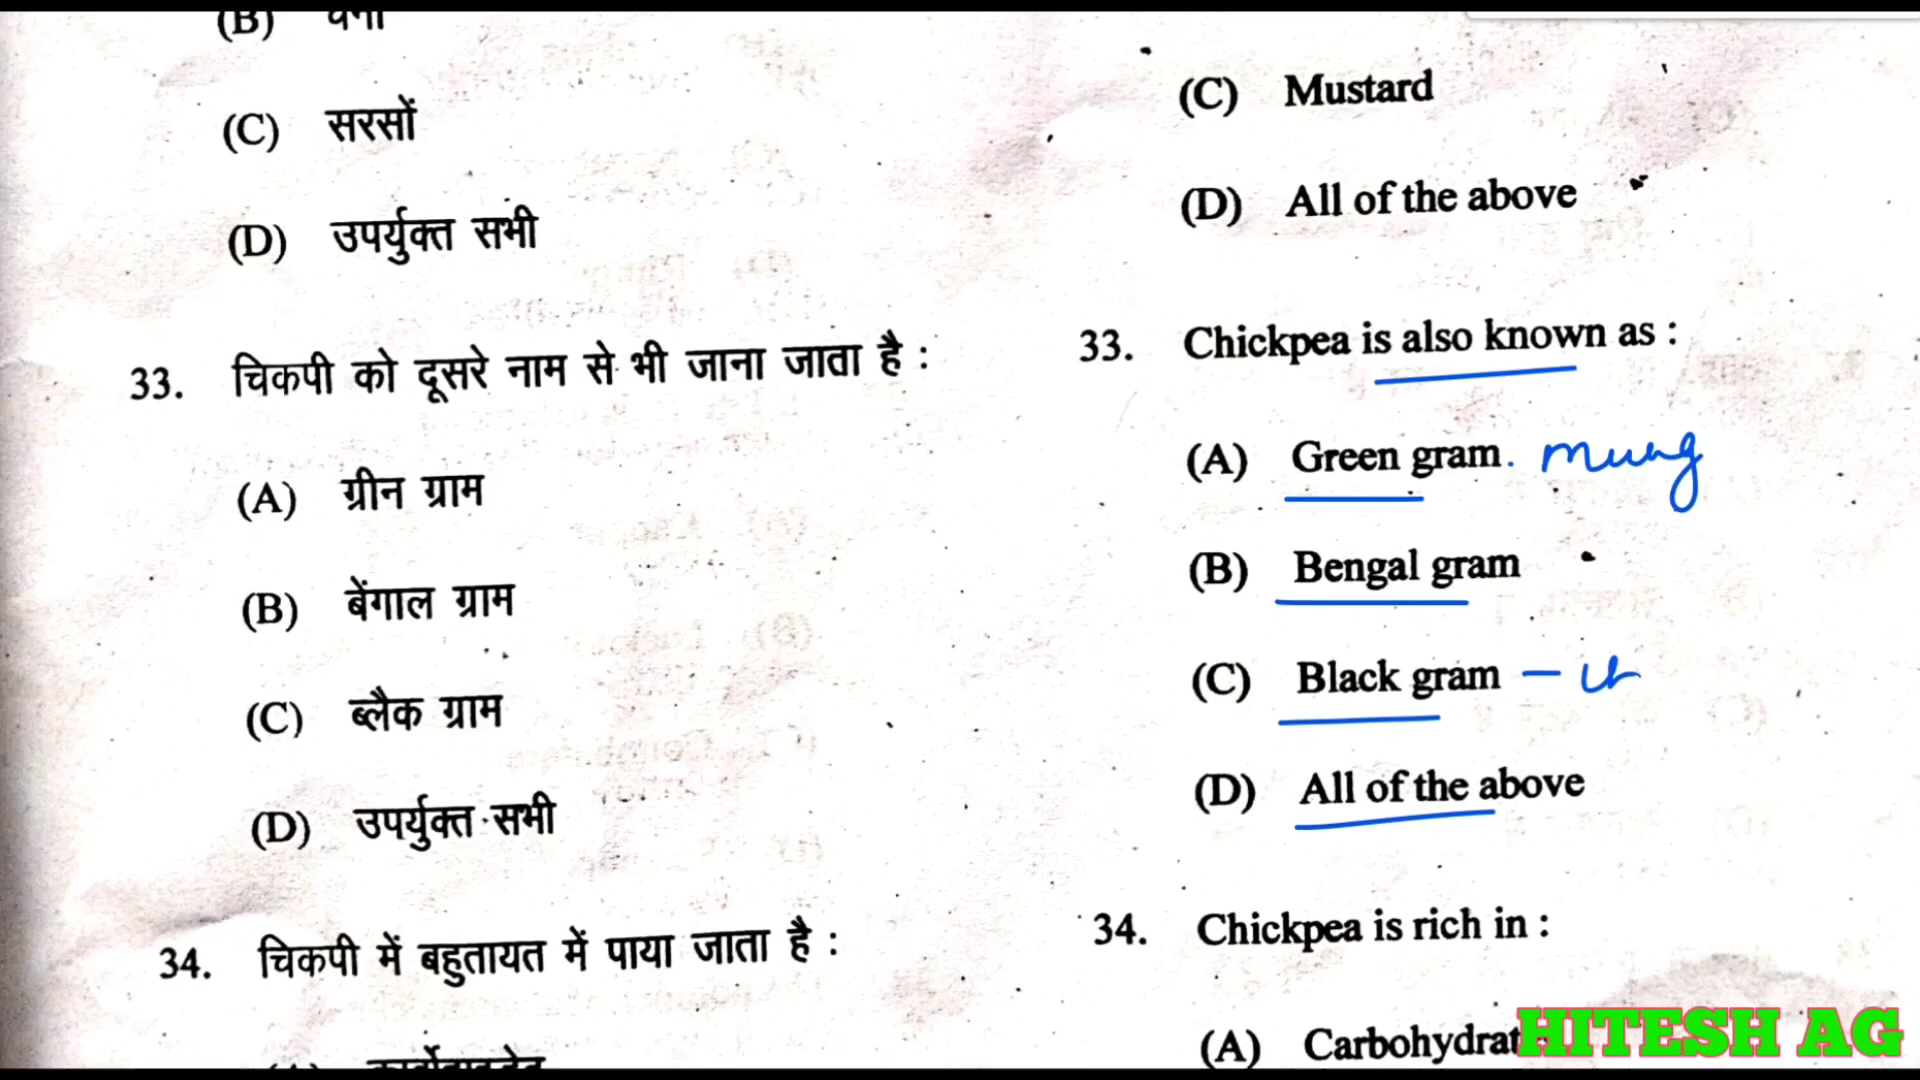 (B) चना
(C) सरसों
(D) उपर्युक्त सभी
33. चिकपी को दूसरे नाम से भी जाना जाता है :
(A) ग्रीन ग्राम
(B) बेंगाल ग्राम
(C) ब्लैक ग्राम
(D) उपर्युक्त सभी
34. चिकपी में बहुतायत में पाया जाता है :
(C) Mustard
(D) All of the above
33. Chickpea is also known as :
(A) Green gram. mung
(B) Bengal gram
(C) Black gram –
(D) All of the above
34. Chickpea is rich in :
(A) Carbohydrat
HITESH AG